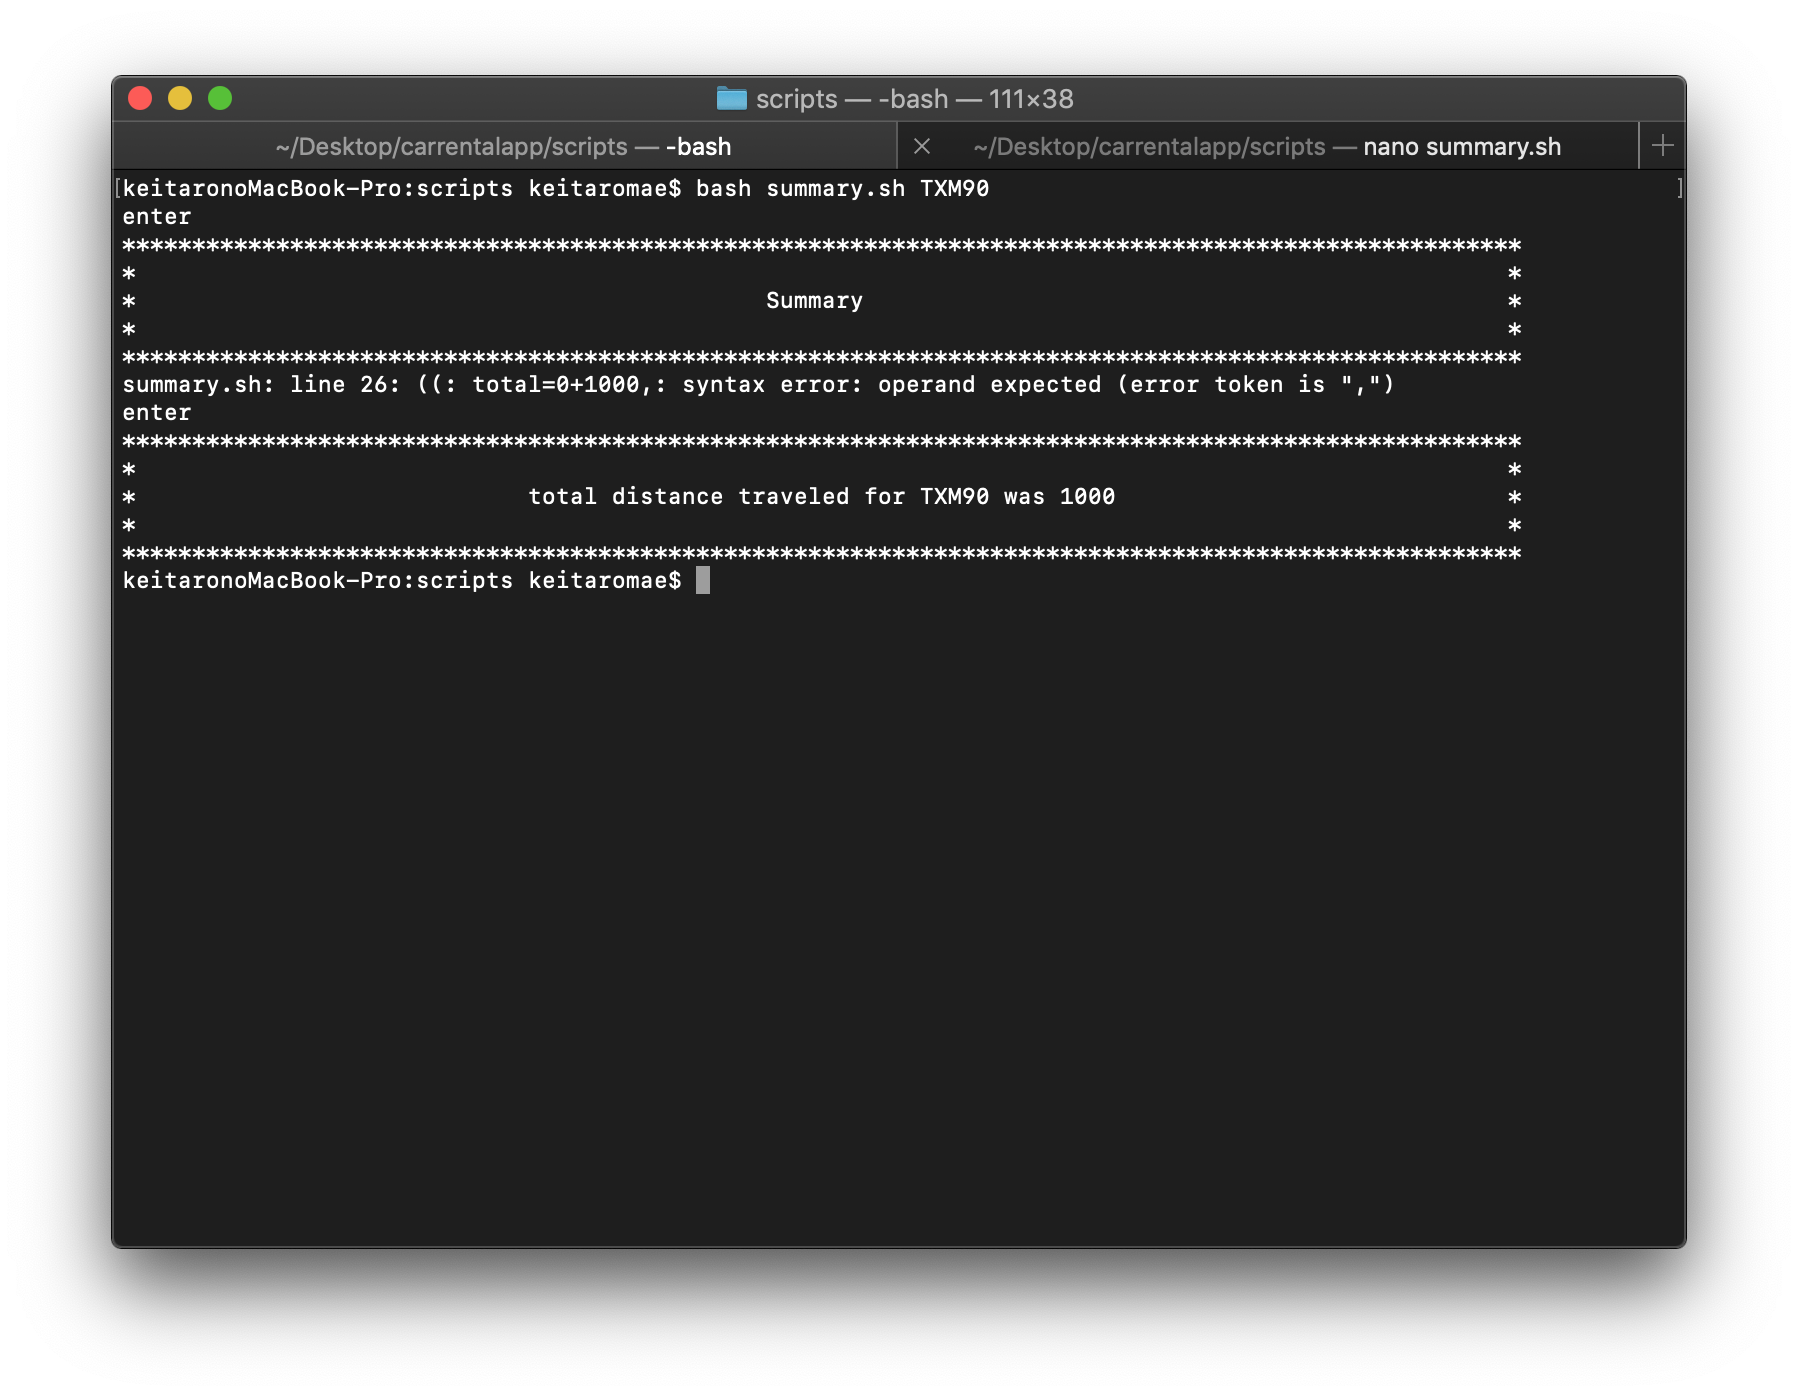 scripts — -bash — 111×38
~/Desktop/carrentalapp/scripts — -bash
~/Desktop/carrentalapp/scripts — nano summary.sh
[keitaronoMacBook-Pro:scripts keitaromae$ bash summary.sh TXM90 ]
enter
****************************************************************************************************
* *
* Summary *
* *
****************************************************************************************************
summary.sh: line 26: ((: total=0+1000,: syntax error: operand expected (error token is ",")
enter
****************************************************************************************************
* *
* total distance traveled for TXM90 was 1000 *
* *
****************************************************************************************************
keitaronoMacBook-Pro:scripts keitaromae$